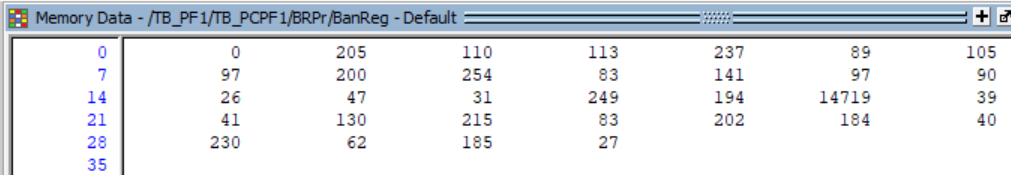 Memory Data - /TB_PF1/TB_PCPF1/BRPr/BanReg - Default
0 0 205 110 113 237 89 105
7 97 200 254 83 141 97 90
14 26 47 31 249 194 14719 39
21 41 130 215 83 202 184 40
28 230 62 185 27
35